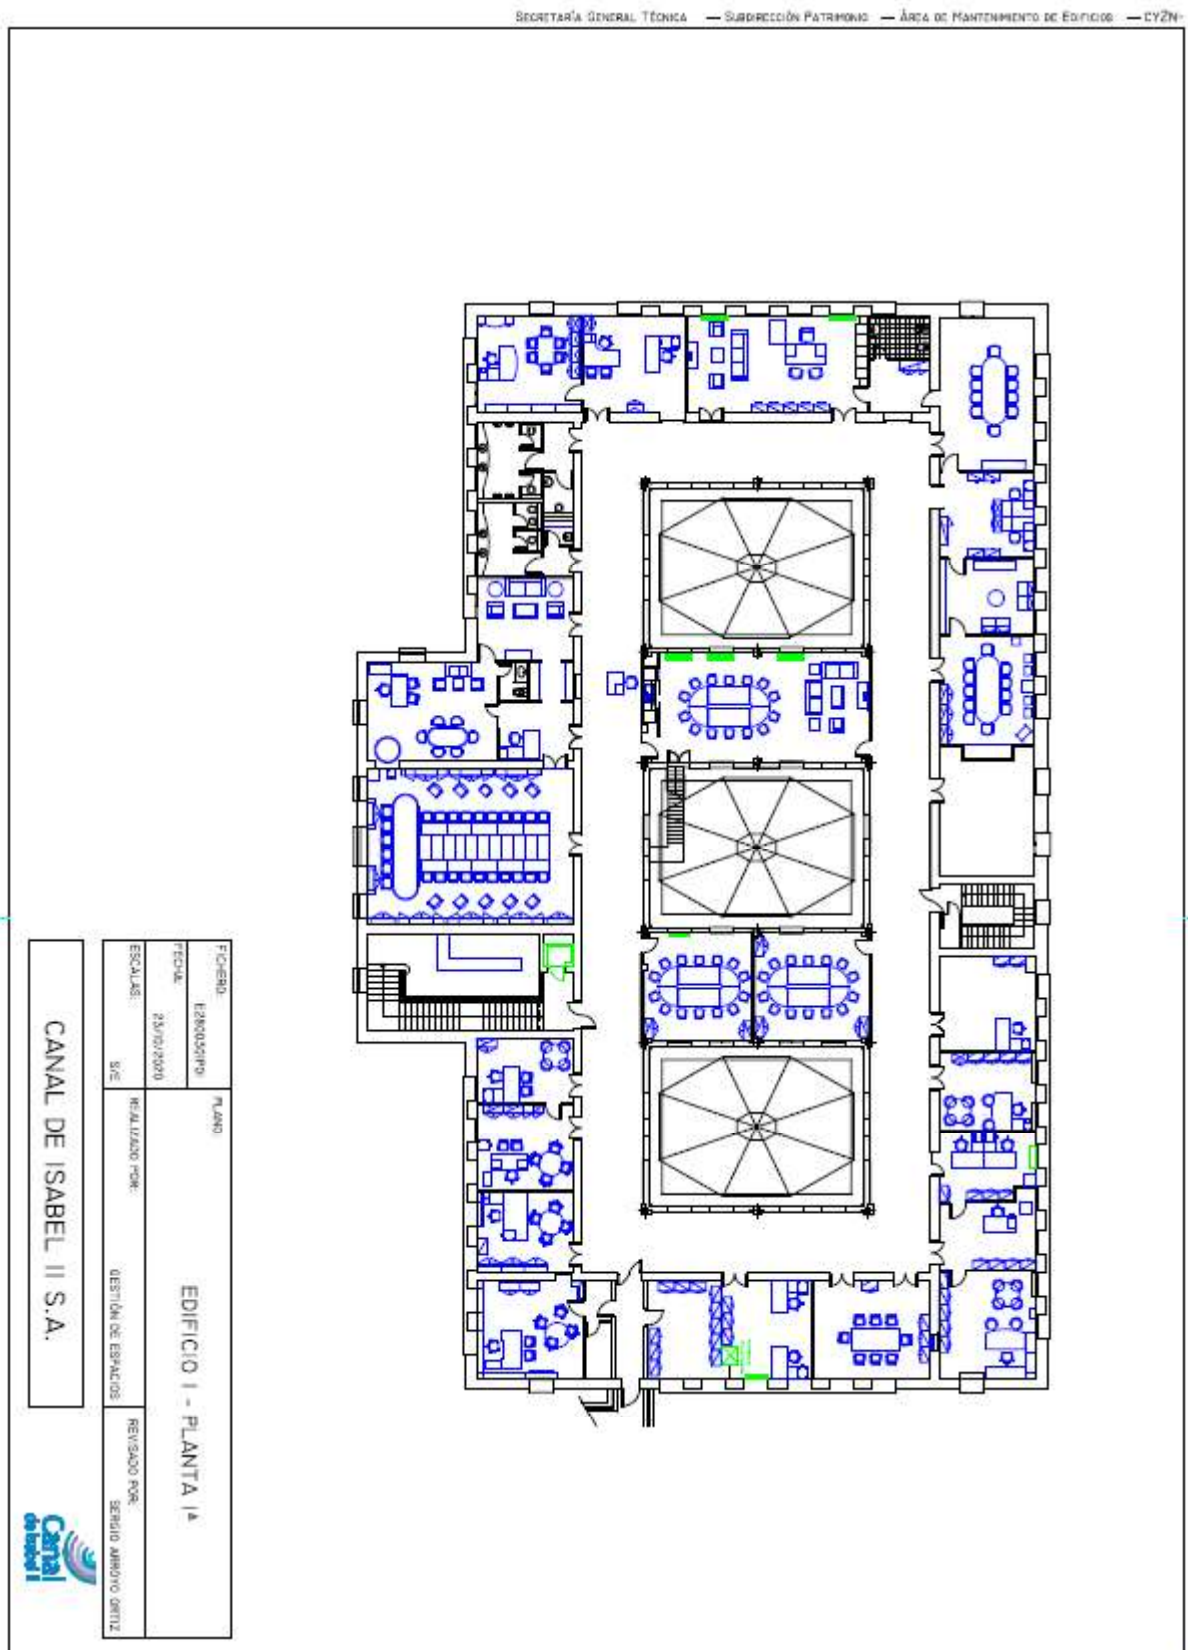 SECRETARÍA GENERAL TÉCNICA — SUBDIRECCIÓN PATRIMONIO — ÁREA DE MANTENIMIENTO DE EDIFICIOS — CYZN-
FICHERO:
FECHA:
23/10/2020
ESCALAS:
S/E
PLANO:
EDIFICIO 1 - PLANTA 1ª
REALIZADO POR:
GESTIÓN DE ESPACIOS
REVISADO POR:
SERGIO ARROYO ORTIZ
CANAL DE ISABEL II S.A.
Canal
de Isabel II